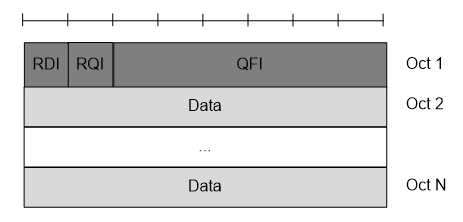 RDI RQI QFI Oct 1
Data Oct 2
...
Data Oct N